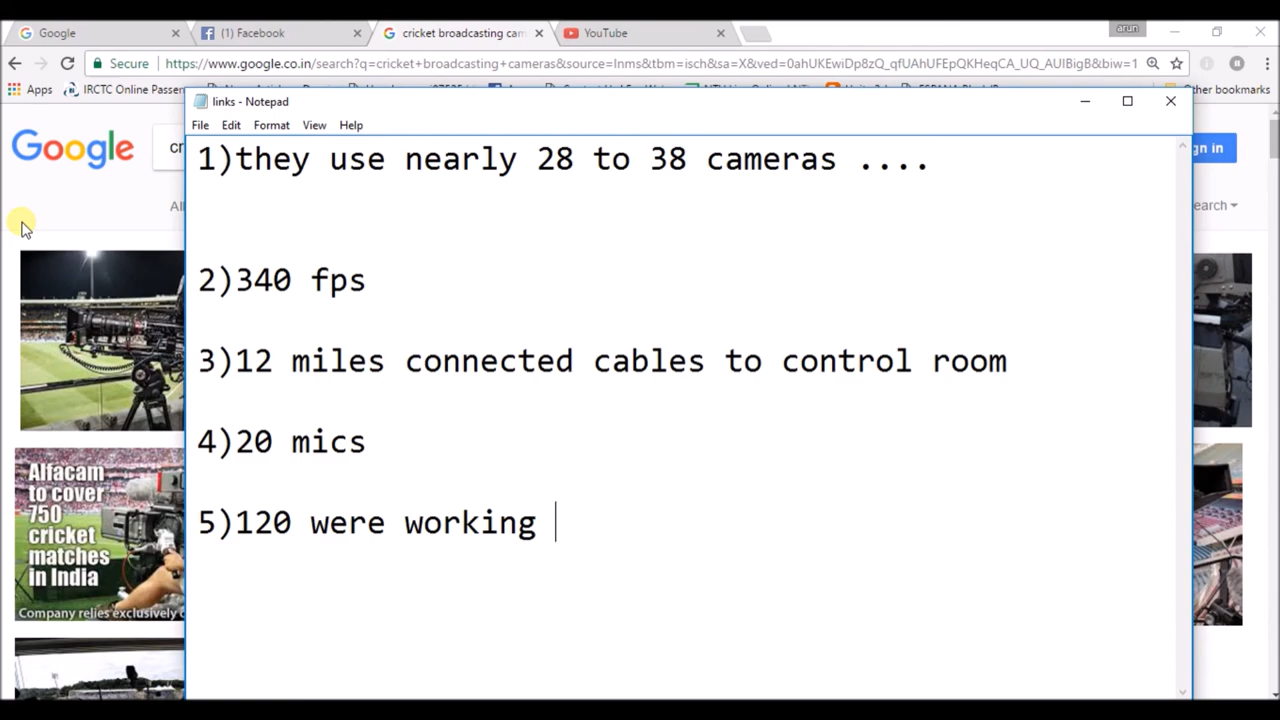 Google
(1) Facebook
cricket broadcasting cam
YouTube
arun
Secure
https://www.google.co.in/search?q=cricket+broadcasting+cameras&source=lnms&tbm=isch&sa=X&ved=0ahUKEwiDp8zQ_qfUAhUFEpQKHeqCA_UQ_AUIBigB&biw=1
Apps
IRCTC Online Passen
Other bookmarks
links - Notepad
File Edit Format View Help
Google
cr
gn in
Al
earch
1)they use nearly 28 to 38 cameras ....
2)340 fps
3)12 miles connected cables to control room
4)20 mics
5)120 were working
Alfacam
to cover
750
cricket
matches
in India
Company relies exclusively